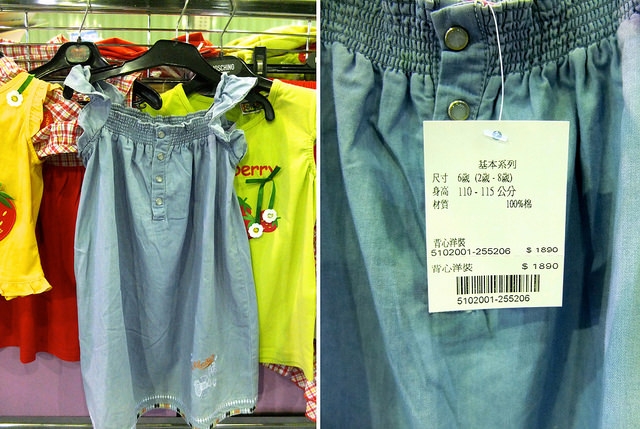 MOSCHINO
berry
基本系列
尺寸 6歲 (2歲 - 8歲)
身高 110 - 115 公分
材質 100%棉
背心洋裝
5102001-255206 $ 1890
背心洋裝 $ 1890
5102001-255206